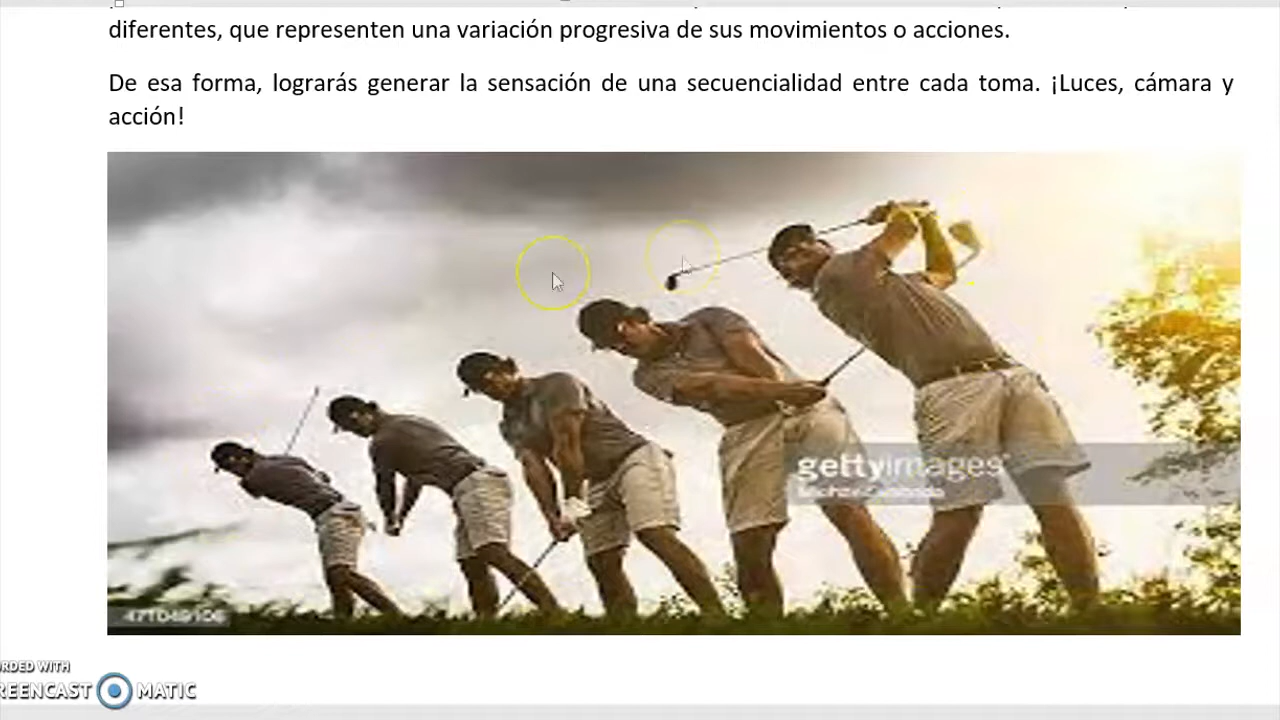 diferentes, que representen una variación progresiva de sus movimientos o acciones.
De esa forma, lograrás generar la sensación de una secuencialidad entre cada toma. ¡Luces, cámara y
acción!
gettyimages
RDED WITH
REENCAST MATIC